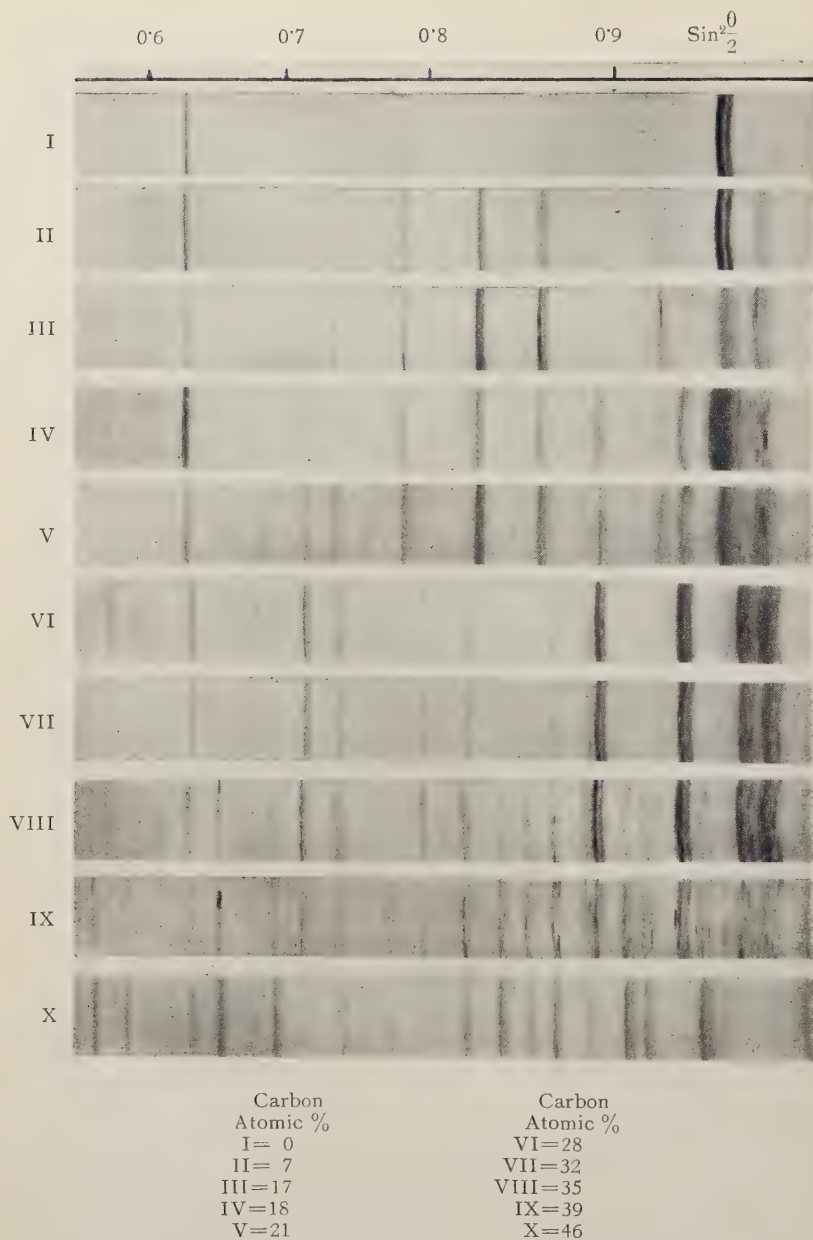 0·6 0·7 0·8 0·9 Sin² θ/2
I
II
III
IV
V
VI
VII
VIII
IX
X
Carbon Carbon
Atomic % Atomic %
I= 0 VI=28
II= 7 VII=32
III=17 VIII=35
IV=18 IX=39
V=21 X=46